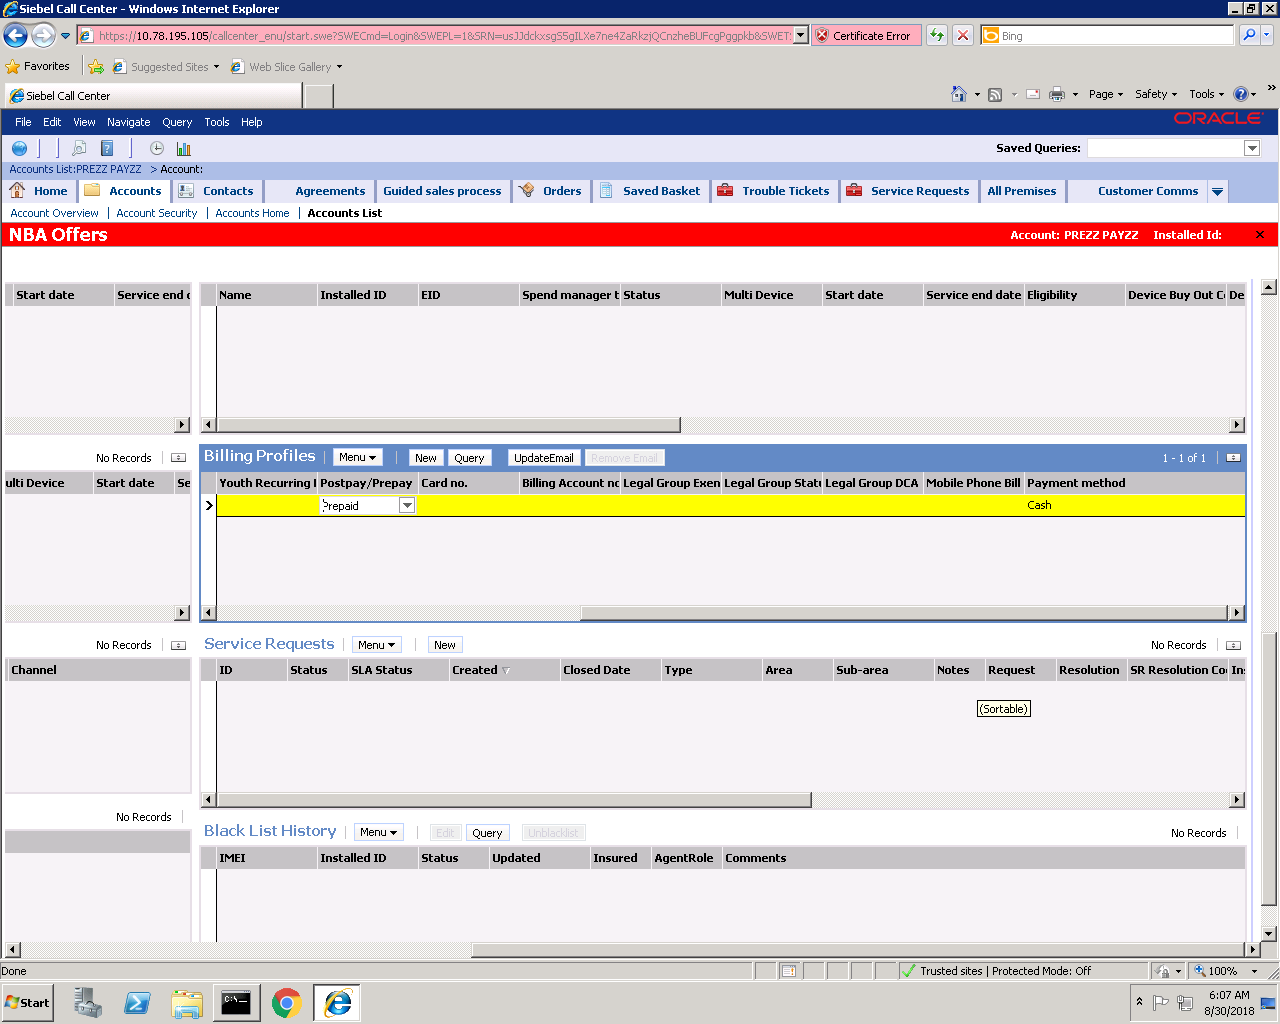 Siebel Call Center - Windows Internet Explorer
https://10.78.195.105/callcenter_enu/start.swe?SWECmd=Login&SWEPL=1&SRN=
Certificate Error
Bing
Favorites
Suggested Sites
Web Slice Gallery
Siebel Call Center
Page Safety Tools
File Edit View Navigate Query Tools Help
ORACLE
Saved Queries:
Accounts List:PREZZ PAYZZ > Account:
Home Accounts Contacts Agreements Guided sales process Orders Saved Basket Trouble Tickets Service Requests All Premises Customer Comms
Account Overview | Account Security | Accounts Home | Accounts List
NBA Offers Account: PREZZ PAYZZ Installed Id:
Start date Service end d Name Installed ID EID Spend manager t Status Multi Device Start date Service end date Eligibility Device Buy Out C De
No Records Billing Profiles Menu New Query UpdateEmail Remove Email 1 - 1 of 1
ulti Device Start date Se Youth Recurring Postpay/Prepay Card no. Billing Account no Legal Group Exen Legal Group Statu Legal Group DCA Mobile Phone Bill Payment method
Prepaid Cash
No Records Service Requests Menu New No Records
Channel ID Status SLA Status Created Closed Date Type Area Sub-area Notes Request Resolution SR Resolution Co Ins
(Sortable)
No Records Black List History Menu Edit Query Unblacklist No Records
IMEI Installed ID Status Updated Insured AgentRole Comments
Done Trusted sites | Protected Mode: Off 100%
Start C:\. 6:07 AM
8/30/2018